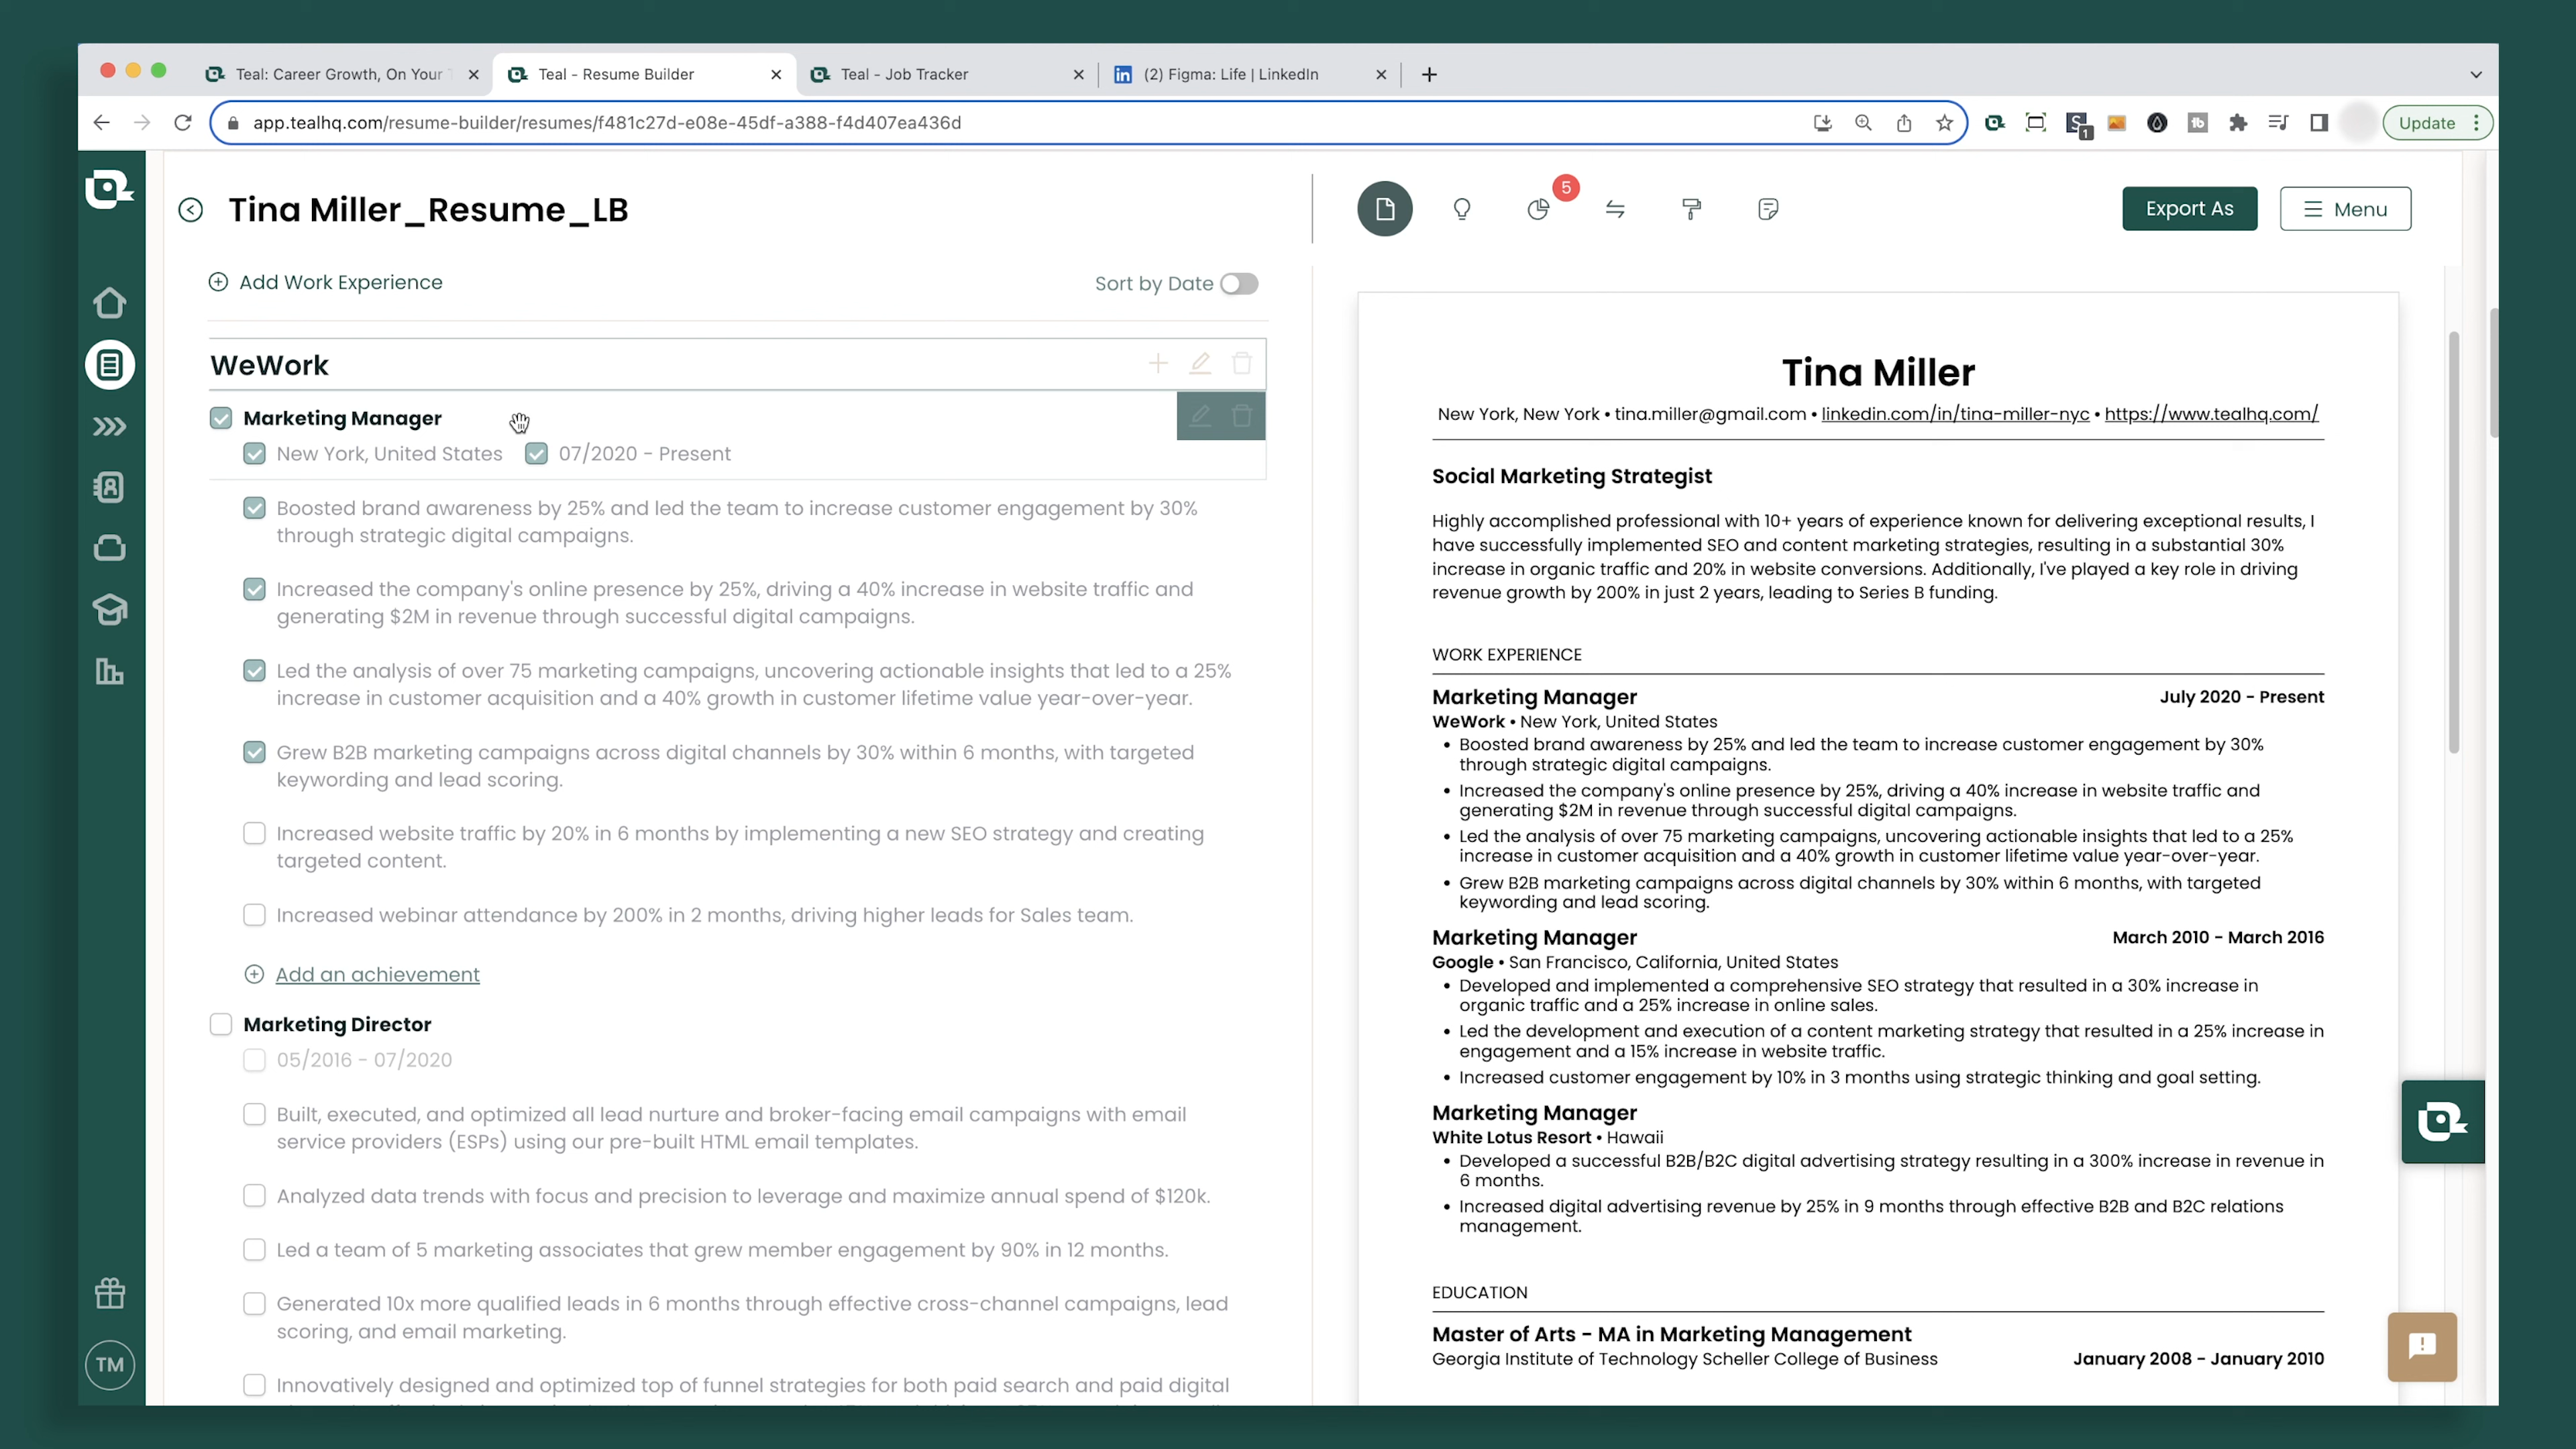 Teal: Career Growth, On Your
Teal - Resume Builder
Teal - Job Tracker
(2) Figma: Life | LinkedIn
app.tealhq.com/resume-builder/resumes/f481c27d-e08e-45df-a388-f4d407ea436d
1
Update
Tina Miller_Resume_LB
5
Export As
Menu
Add Work Experience
Sort by Date
WeWork
Marketing Manager
New York, United States
07/2020 - Present
Boosted brand awareness by 25% and led the team to increase customer engagement by 30%
through strategic digital campaigns.
Increased the company's online presence by 25%, driving a 40% increase in website traffic and
generating $2M in revenue through successful digital campaigns.
Led the analysis of over 75 marketing campaigns, uncovering actionable insights that led to a 25%
increase in customer acquisition and a 40% growth in customer lifetime value year-over-year.
Grew B2B marketing campaigns across digital channels by 30% within 6 months, with targeted
keywording and lead scoring.
Increased website traffic by 20% in 6 months by implementing a new SEO strategy and creating
targeted content.
Increased webinar attendance by 200% in 2 months, driving higher leads for Sales team.
Add an achievement
Marketing Director
05/2016 - 07/2020
Built, executed, and optimized all lead nurture and broker-facing email campaigns with email
service providers (ESPs) using our pre-built HTML email templates.
Analyzed data trends with focus and precision to leverage and maximize annual spend of $120k.
Led a team of 5 marketing associates that grew member engagement by 90% in 12 months.
Generated 10x more qualified leads in 6 months through effective cross-channel campaigns, lead
scoring, and email marketing.
Innovatively designed and optimized top of funnel strategies for both paid search and paid digital
TM
Tina Miller
New York, New York • tina.miller@gmail.com • linkedin.com/in/tina-miller-nyc • https://www.tealhq.com/
Social Marketing Strategist
Highly accomplished professional with 10+ years of experience known for delivering exceptional results, I
have successfully implemented SEO and content marketing strategies, resulting in a substantial 30%
increase in organic traffic and 20% in website conversions. Additionally, I've played a key role in driving
revenue growth by 200% in just 2 years, leading to Series B funding.
WORK EXPERIENCE
Marketing Manager July 2020 - Present
WeWork • New York, United States
• Boosted brand awareness by 25% and led the team to increase customer engagement by 30%
through strategic digital campaigns.
• Increased the company's online presence by 25%, driving a 40% increase in website traffic and
generating $2M in revenue through successful digital campaigns.
• Led the analysis of over 75 marketing campaigns, uncovering actionable insights that led to a 25%
increase in customer acquisition and a 40% growth in customer lifetime value year-over-year.
• Grew B2B marketing campaigns across digital channels by 30% within 6 months, with targeted
keywording and lead scoring.
Marketing Manager March 2010 - March 2016
Google • San Francisco, California, United States
• Developed and implemented a comprehensive SEO strategy that resulted in a 30% increase in
organic traffic and a 25% increase in online sales.
• Led the development and execution of a content marketing strategy that resulted in a 25% increase in
engagement and a 15% increase in website traffic.
• Increased customer engagement by 10% in 3 months using strategic thinking and goal setting.
Marketing Manager
White Lotus Resort • Hawaii
• Developed a successful B2B/B2C digital advertising strategy resulting in a 300% increase in revenue in
6 months.
• Increased digital advertising revenue by 25% in 9 months through effective B2B and B2C relations
management.
EDUCATION
Master of Arts - MA in Marketing Management
Georgia Institute of Technology Scheller College of Business January 2008 - January 2010